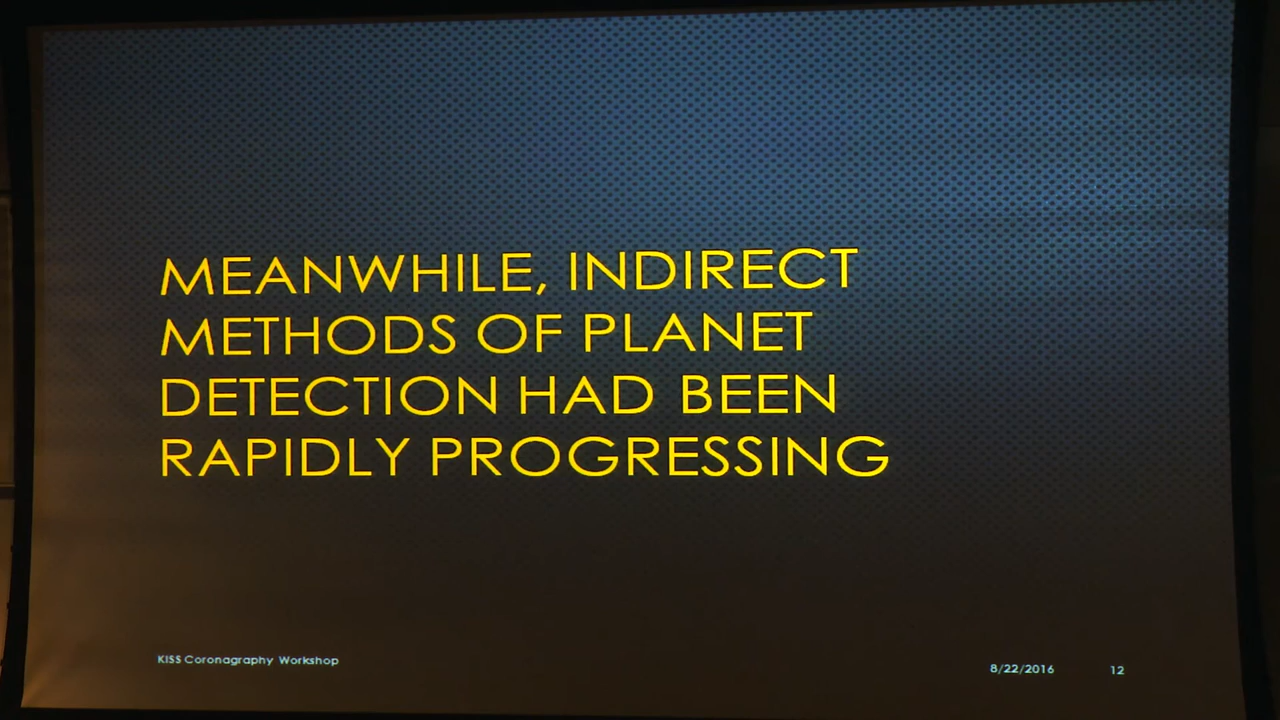 MEANWHILE, INDIRECT
METHODS OF PLANET
DETECTION HAD BEEN
RAPIDLY PROGRESSING
KISS Coronagraphy Workshop
8/22/2016
12